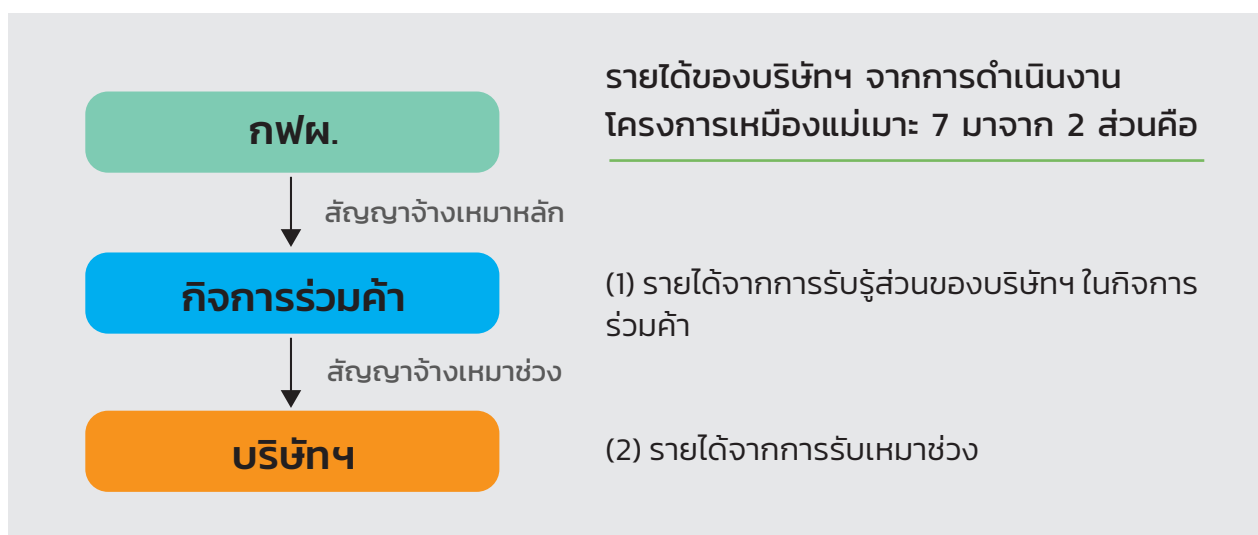 รายได้ของบริษัทฯ จากการดำเนินงาน
โครงการเหมืองแม่เมาะ 7 มาจาก 2 ส่วนคือ
กฟผ.
สัญญาจ้างเหมาหลัก
กิจการร่วมค้า
(1) รายได้จากการรับรู้ส่วนของบริษัทฯ ในกิจการ
ร่วมค้า
สัญญาจ้างเหมาช่วง
บริษัทฯ
(2) รายได้จากการรับเหมาช่วง